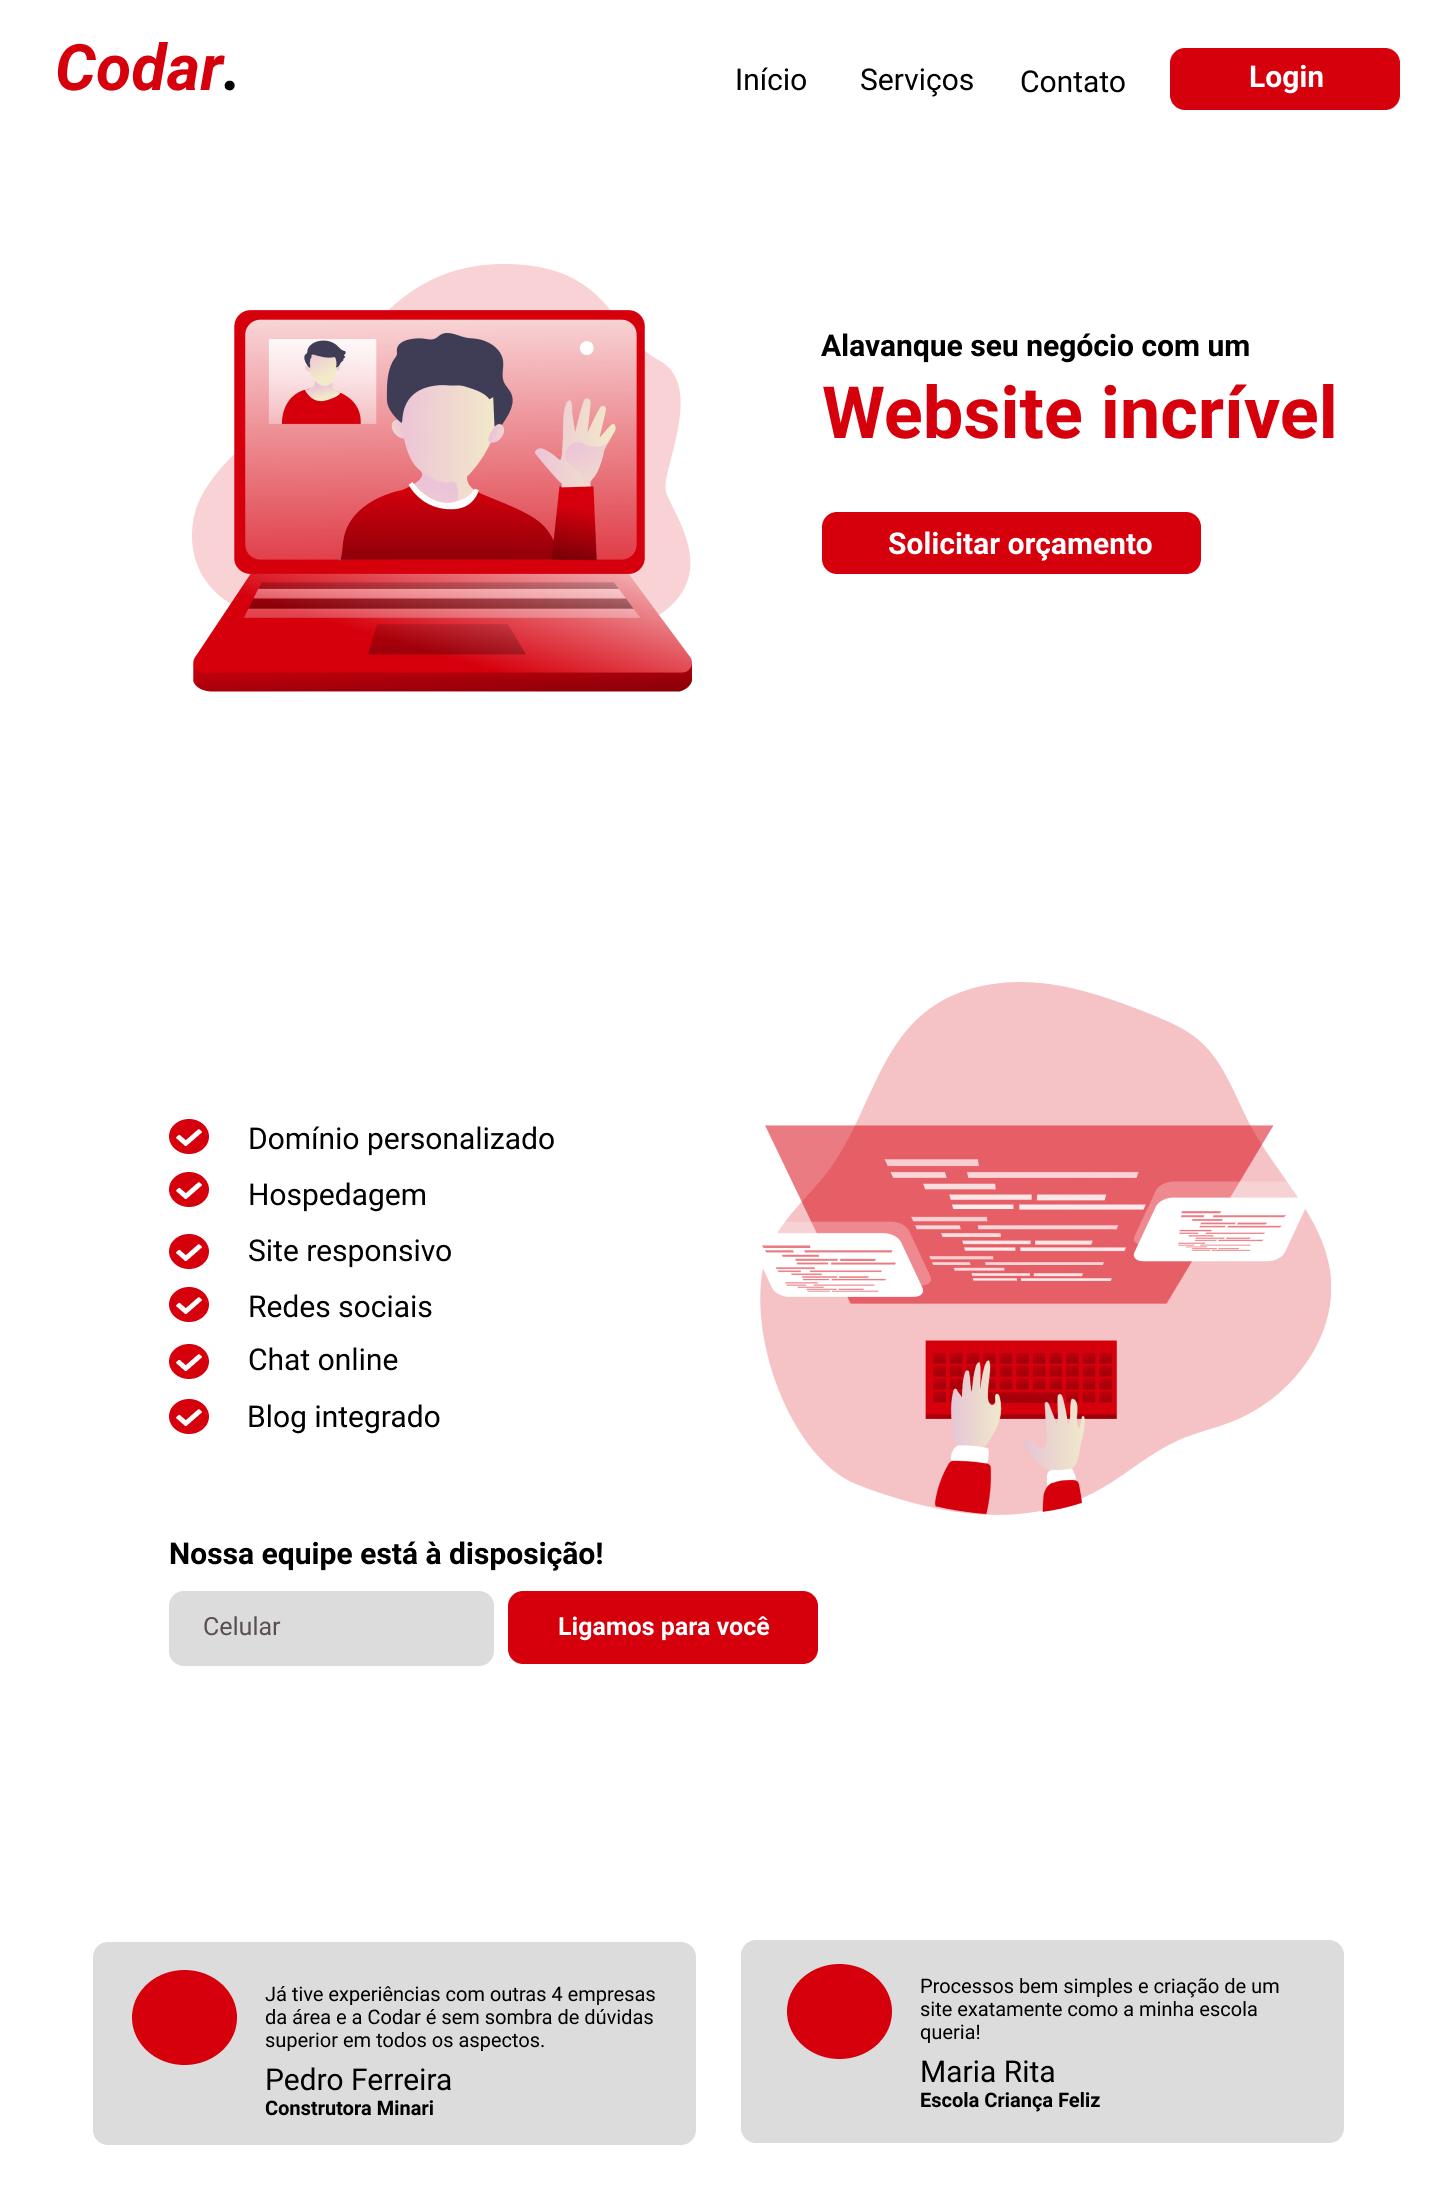 Codar.
Início
Serviços
Contato
Login
Alavanque seu negócio com um
Website incrível
Solicitar orçamento
Domínio personalizado
Hospedagem
Site responsivo
Redes sociais
Chat online
Blog integrado
Nossa equipe está à disposição!
Celular
Ligamos para você
Já tive experiências com outras 4 empresas
da área e a Codar é sem sombra de dúvidas
superior em todos os aspectos.
Pedro Ferreira
Construtora Minari
Processos bem simples e criação de um
site exatamente como a minha escola
queria!
Maria Rita
Escola Criança Feliz